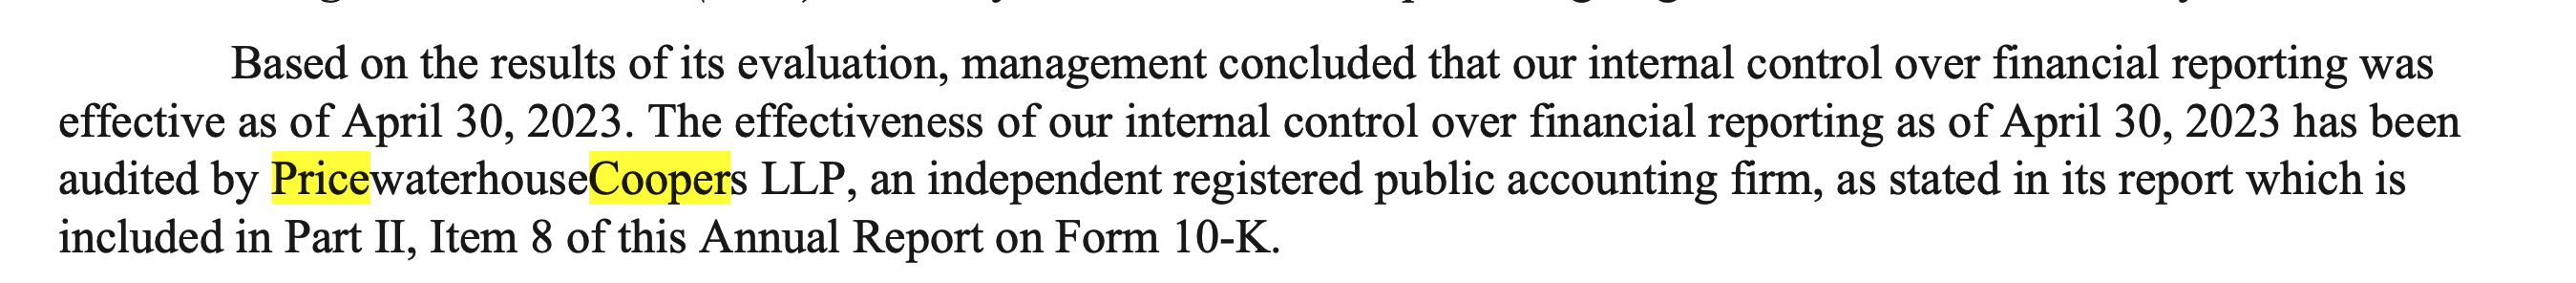 Based on the results of its evaluation, management concluded that our internal control over financial reporting was
effective as of April 30, 2023. The effectiveness of our internal control over financial reporting as of April 30, 2023 has been
audited by PricewaterhouseCoopers LLP, an independent registered public accounting firm, as stated in its report which is
included in Part II, Item 8 of this Annual Report on Form 10-K.